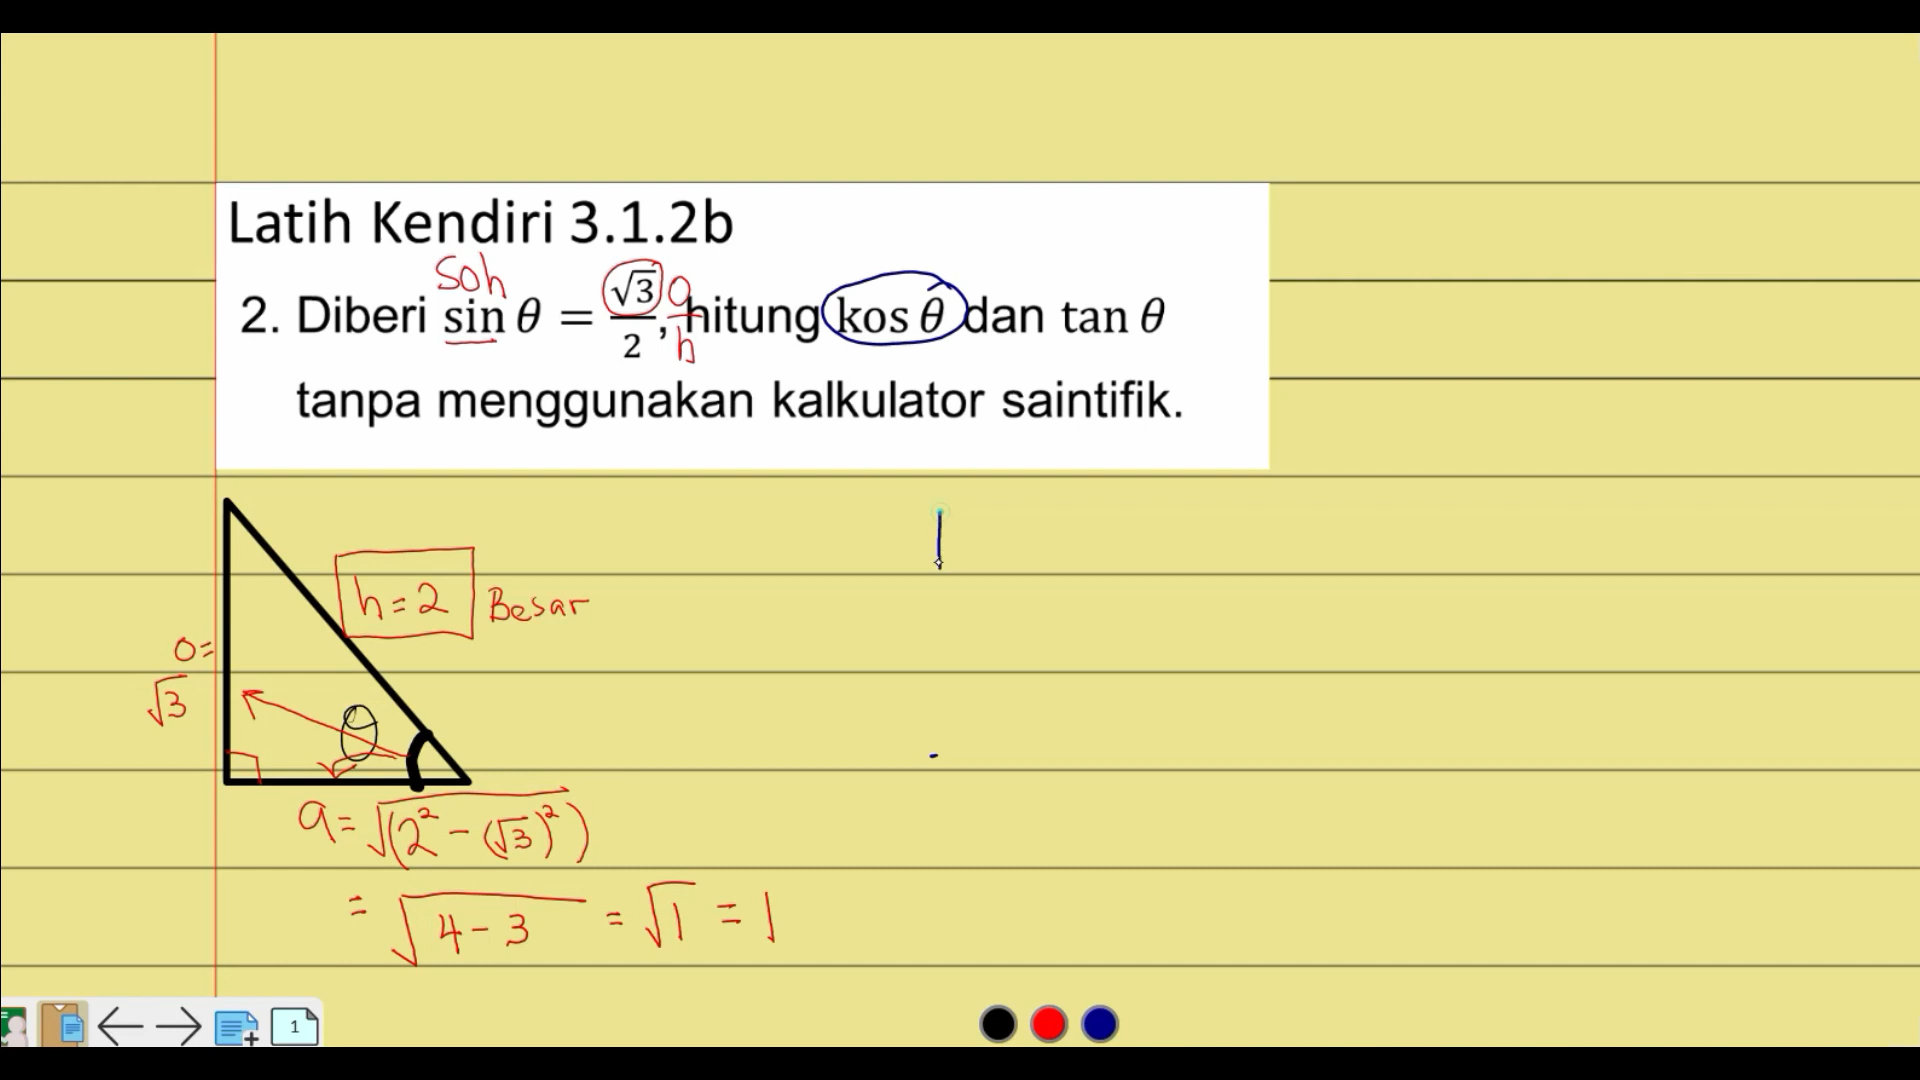 Latih Kendiri 3.1.2b
soh
2. Diberi sin θ = √3/2, hitung kos θ dan tan θ
o/h
tanpa menggunakan kalkulator saintifik.
h = 2 Besar
o =
√3
θ
a = √(2² - (√3)²)
= √4 - 3 = √1 = 1
1